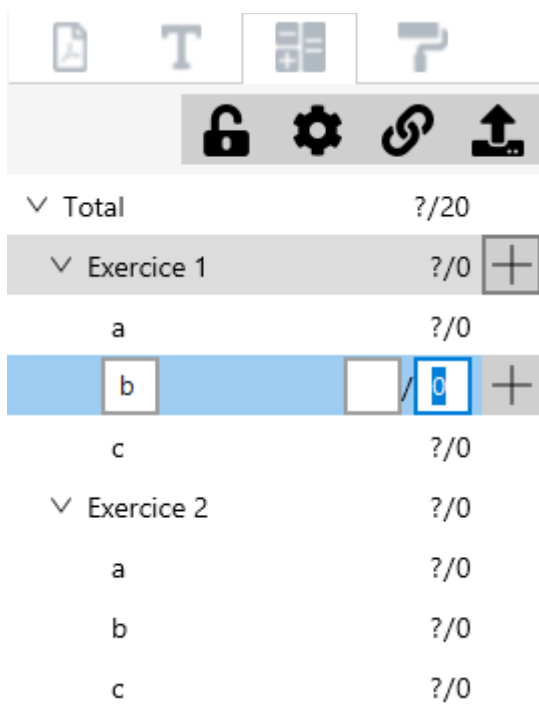 T
Total ?/20
Exercice 1 ?/0
a ?/0
b / 0
c ?/0
Exercice 2 ?/0
a ?/0
b ?/0
c ?/0